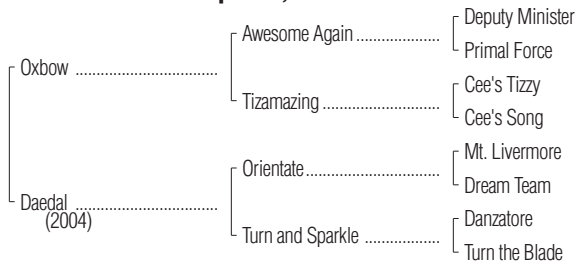 Deputy Minister
Awesome Again ..................
Primal Force
Oxbow ..................................
Cee's Tizzy
Tizamazing ..........................
Cee's Song
Mt. Livermore
Orientate .............................
Dream Team
Daedal ..................................
(2004)
Danzatore
Turn and Sparkle ................
Turn the Blade